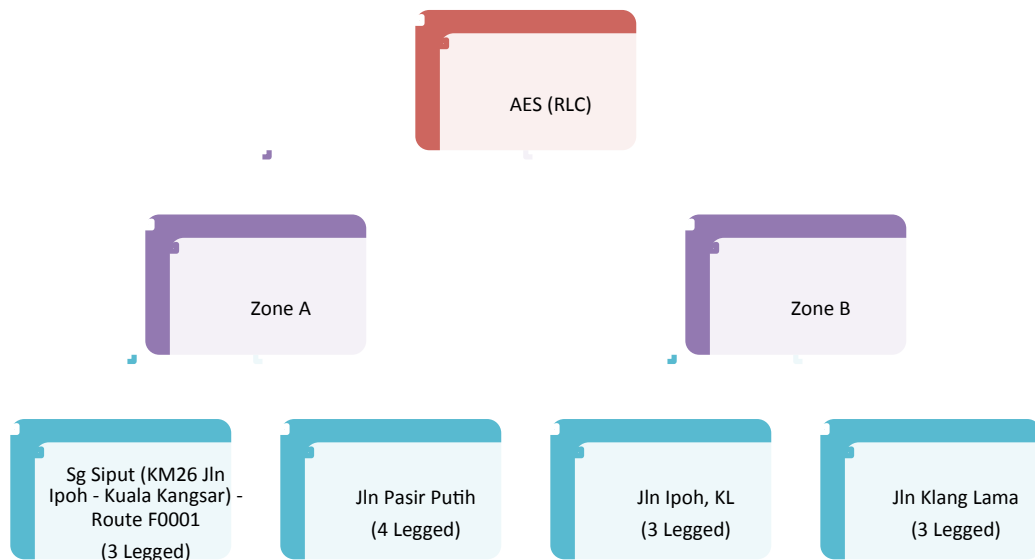 AES (RLC)
Zone A
Zone B
Sg Siput (KM26 Jln
Ipoh - Kuala Kangsar) -
Route F0001
(3 Legged)
Jln Pasir Putih
(4 Legged)
Jln Ipoh, KL
(3 Legged)
Jln Klang Lama
(3 Legged)